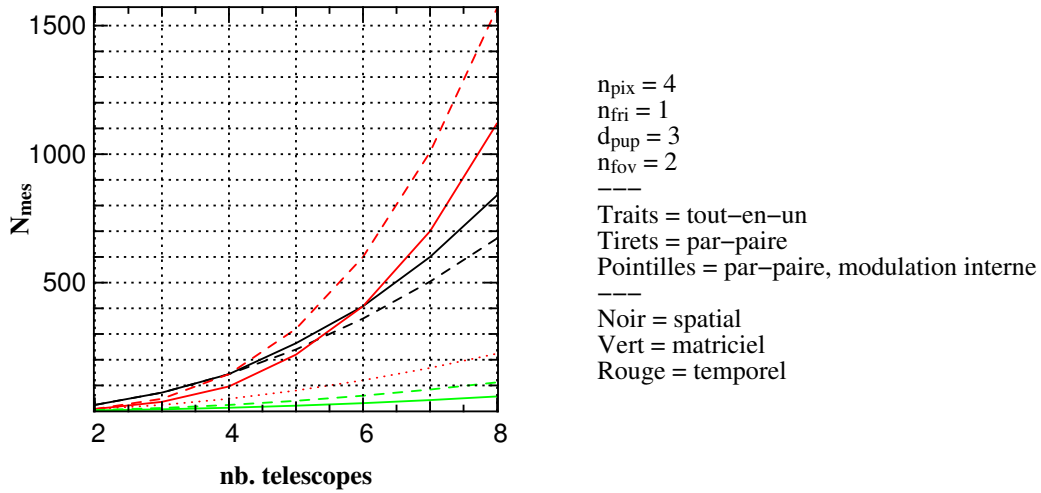 1500
1000
500
N_mes
2
4
6
8
nb. telescopes
n_pix = 4
n_fri = 1
d_pup = 3
n_fov = 2
−−−
Traits = tout−en−un
Tirets = par−paire
Pointilles = par−paire, modulation interne
−−−
Noir = spatial
Vert = matriciel
Rouge = temporel